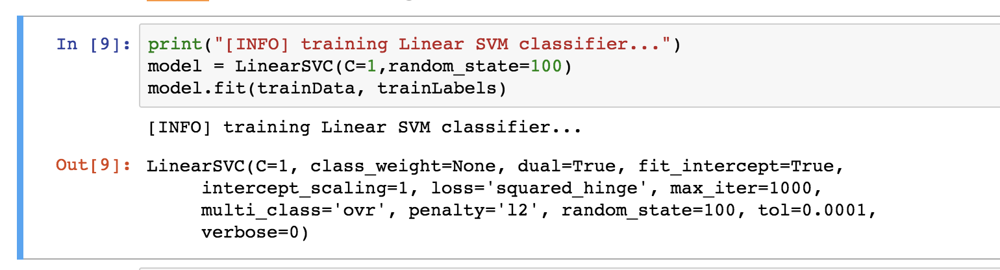 In [9]: print("[INFO] training Linear SVM classifier...")
model = LinearSVC(C=1,random_state=100)
model.fit(trainData, trainLabels)
[INFO] training Linear SVM classifier...
Out[9]: LinearSVC(C=1, class_weight=None, dual=True, fit_intercept=True,
intercept_scaling=1, loss='squared_hinge', max_iter=1000,
multi_class='ovr', penalty='l2', random_state=100, tol=0.0001,
verbose=0)